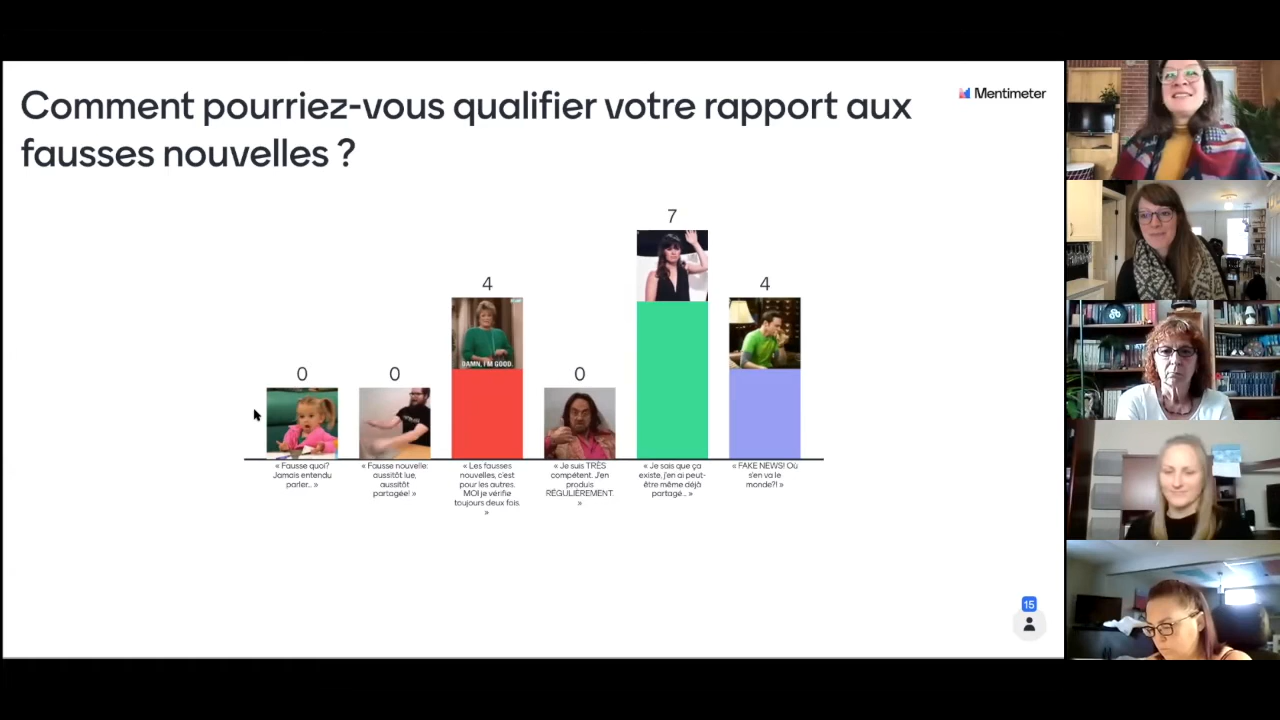 Comment pourriez-vous qualifier votre rapport aux
fausses nouvelles ?
Mentimeter
0
0
4
0
7
4
DAMN, I'M GOOD.
« Fausse quoi?
Jamais entendu
parler... »
« Fausse nouvelle:
aussitôt lue,
aussitôt
partagée! »
« Les fausses
nouvelles, c'est
pour les autres.
MOI je vérifie
toujours deux fois.
»
« Je suis TRÈS
compétent. J'en
produis
RÉGULIÈREMENT.
»
« Je sais que ça
existe, j'en ai peut-
être même déjà
partagé... »
« FAKE NEWS! Où
s'en va le
monde?! »
15